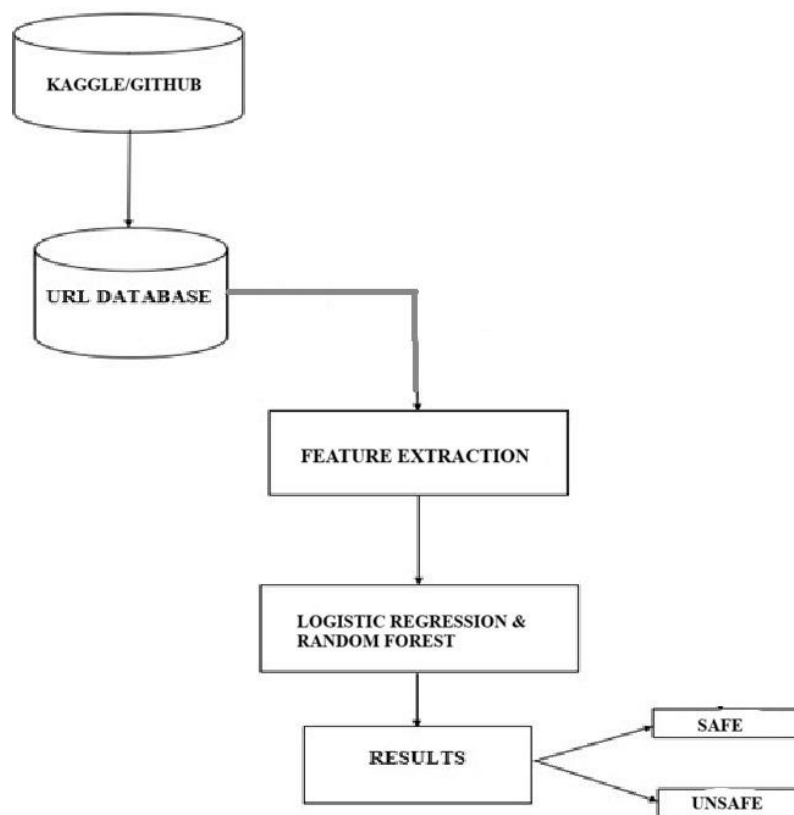 KAGGLE/GITHUB
URL DATABASE
FEATURE EXTRACTION
LOGISTIC REGRESSION &
RANDOM FOREST
RESULTS
SAFE
UNSAFE